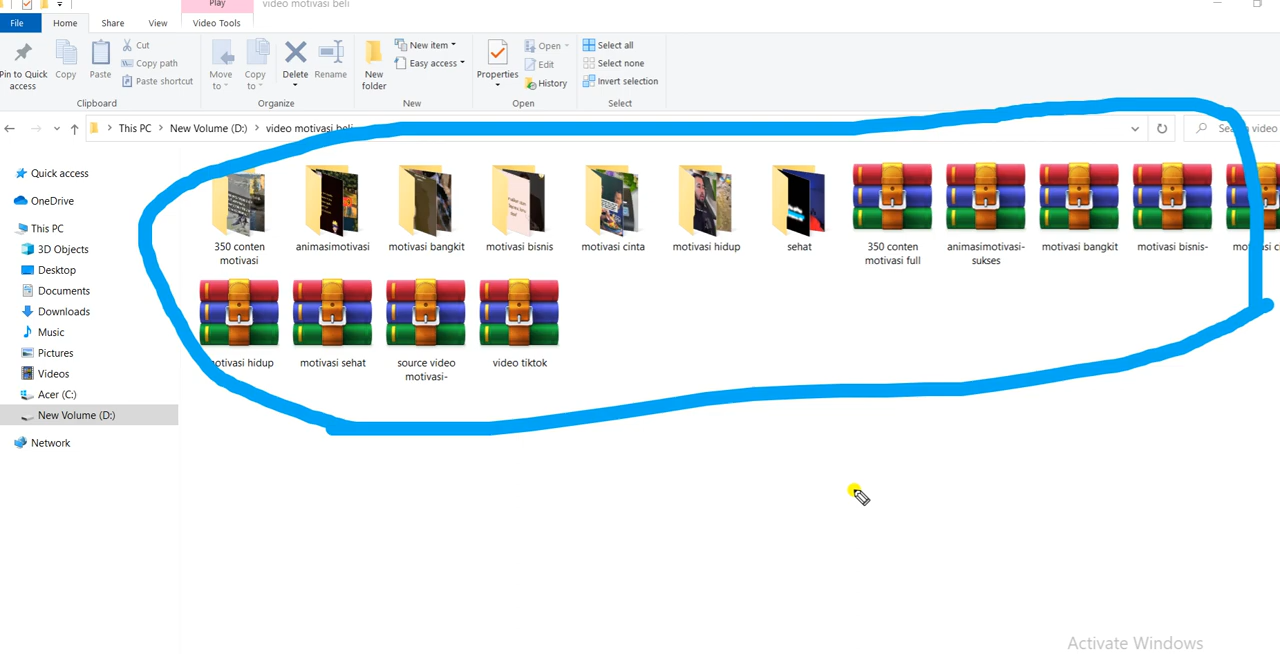 Play
video motivasi beli
File
Home
Share
View
Video Tools
Pin to Quick access
Copy
Paste
Cut
Copy path
Paste shortcut
Clipboard
Move to
Copy to
Delete
Rename
Organize
New folder
New item
Easy access
New
Properties
Open
Edit
History
Open
Select all
Select none
Invert selection
Select
This PC > New Volume (D:) > video motivasi beli
Search video
Quick access
OneDrive
This PC
3D Objects
Desktop
Documents
Downloads
Music
Pictures
Videos
Acer (C:)
New Volume (D:)
Network
350 conten motivasi
animasimotivasi
motivasi bangkit
motivasi bisnis
motivasi cinta
motivasi hidup
sehat
350 conten motivasi full
animasimotivasi-sukses
motivasi bangkit
motivasi bisnis-
motivasi hidup
motivasi sehat
source video motivasi-
video tiktok
Activate Windows